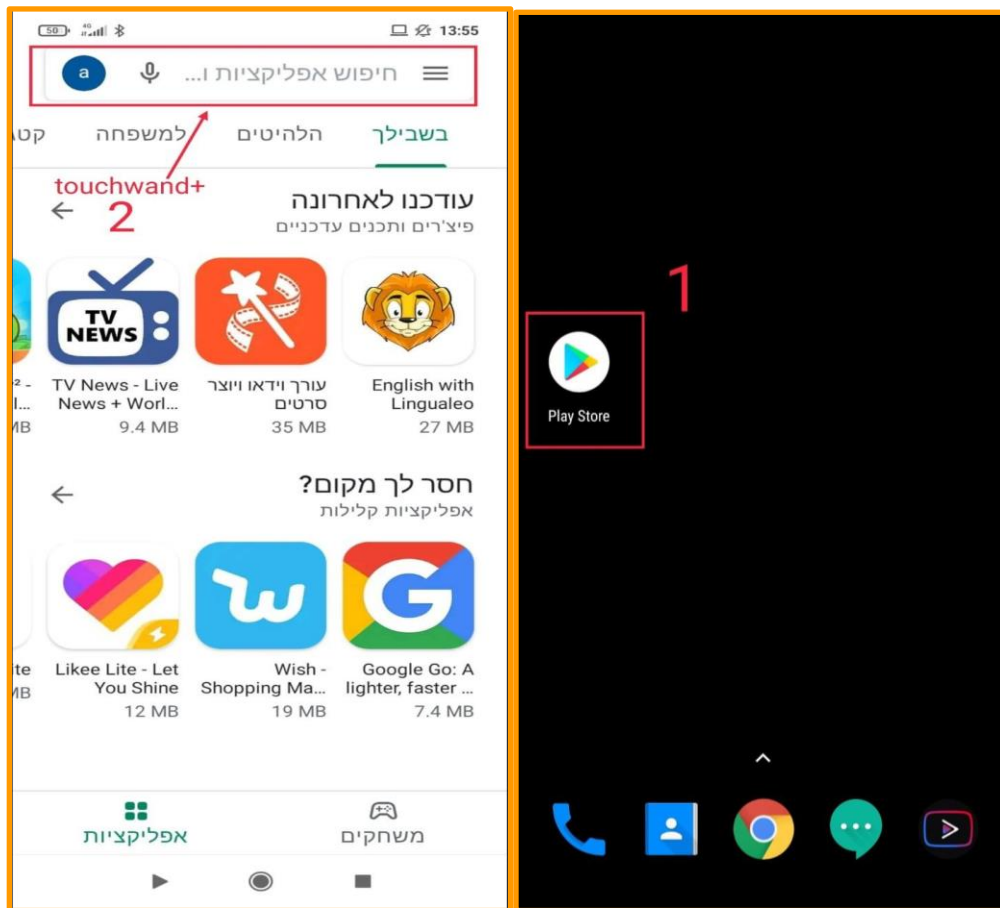 50 4G 13:55
חיפוש אפליקציות ו...
a
בשבילך הלהיטים למשפחה
touchwand+
2
עודכנו לאחרונה
פיצ'רים ותכנים עדכניים
TV
NEWS
English with
Lingualeo
27 MB
עורך וידאו ויוצר
סרטים
35 MB
TV News - Live
News + Worl...
9.4 MB
חסר לך מקום?
אפליקציות קלילות
G
w
Google Go: A
lighter, faster ...
7.4 MB
Wish -
Shopping Ma...
19 MB
Likee Lite - Let
You Shine
12 MB
משחקים
אפליקציות
1
Play Store